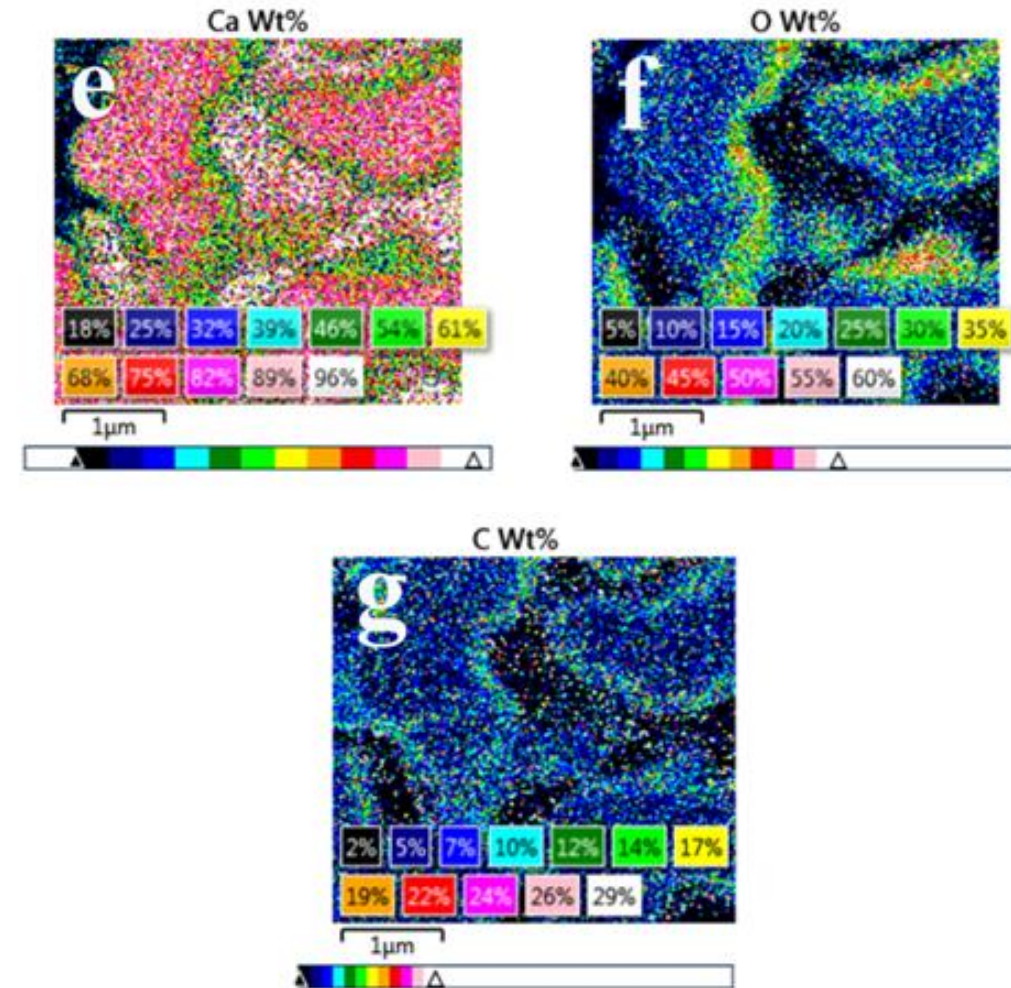 Ca Wt%
e
18% 25% 32% 39% 46% 54% 61%
68% 75% 82% 89% 96%
1µm
O Wt%
f
5% 10% 15% 20% 25% 30% 35%
40% 45% 50% 55% 60%
1µm
C Wt%
g
2% 5% 7% 10% 12% 14% 17%
19% 22% 24% 26% 29%
1µm